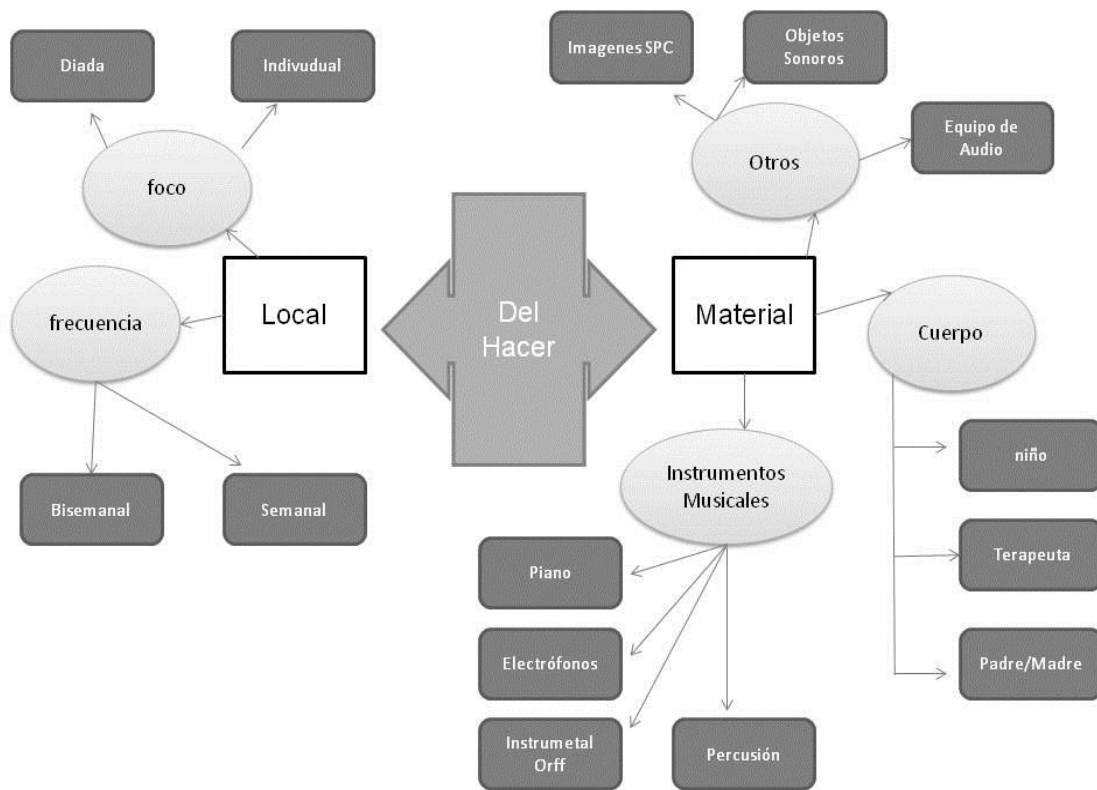 Diada
Indivudual
foco
Local
frecuencia
Bisemanal
Semanal
Del
Hacer
Imagenes SPC
Objetos
Sonoros
Otros
Equipo de
Audio
Material
Cuerpo
niño
Terapeuta
Padre/Madre
Instrumentos
Musicales
Piano
Electrófonos
Instrumetal
Orff
Percusión